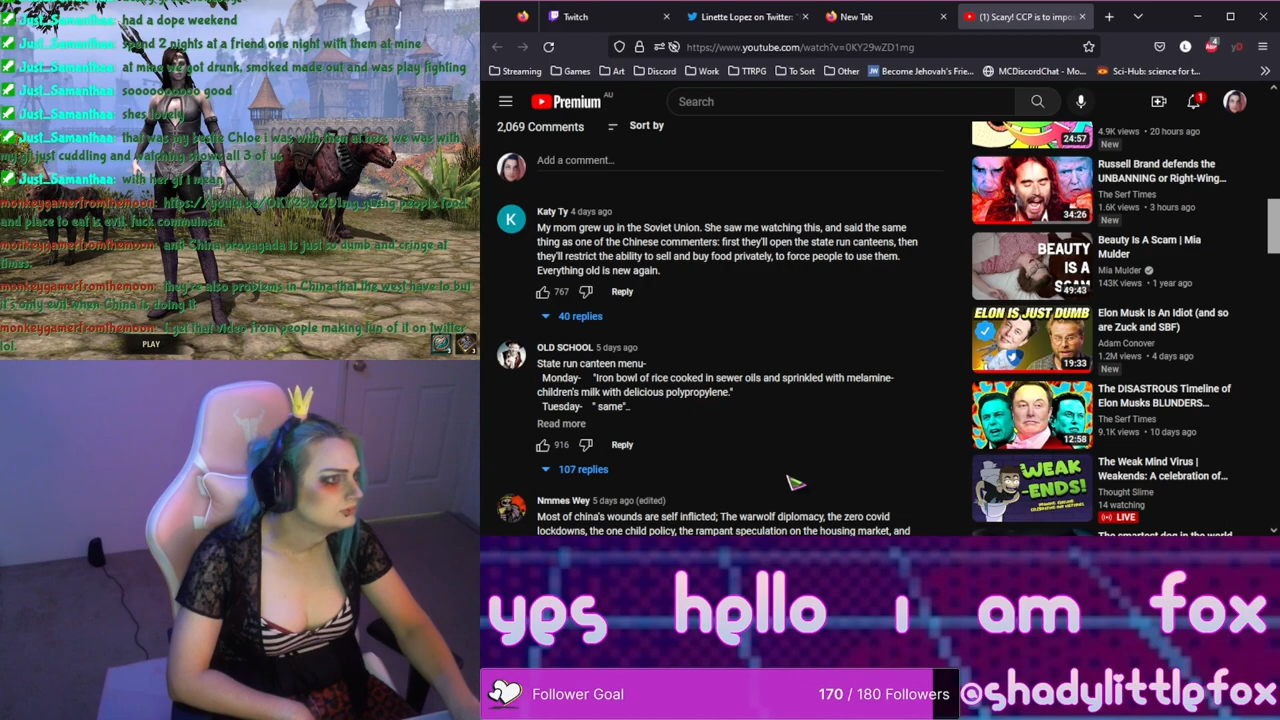 Just_Samanthaa: had a dope weekend
Just_Samanthaa: spend 2 nights at a friend one night with them at mine
Just_Samanthaa: at mine we got drunk, smoked made out and was play fighting
Just_Samanthaa: soooooooooo good
Just_Samanthaa: shes lovely
Just_Samanthaa: that was my bestie Chloe i was with then at hers we was with
my gf just cuddling and watching shows all 3 of us
Just_Samanthaa: with her gf i mean
monkeygamerfromthemoon: https://youtu.be/0KY29wZD1mg giving people food
and place to eat is evil. fuck communism!
monkeygamerfromthemoon: anti China propagada is just so dumb and cringe at
times.
monkeygamerfromthemoon: they're also problems in China that the west have to but
it's only evil when China is doing it
monkeygamerfromthemoon: I get that video from people making fun of it on twitter
lol.
PLAY
Twitch
Linette Lopez on Twitter: "
New Tab
(1) Scary! CCP is to impos
https://www.youtube.com/watch?v=0KY29wZD1mg
Streaming
Games
Art
Discord
Work
TTRPG
To Sort
Other
Become Jehovah's Frie...
MCDiscordChat - Mo...
Sci-Hub: science for t...
Premium AU
Search
1
2,069 Comments
Sort by
Add a comment...
K
Katy Ty 4 days ago
My mom grew up in the Soviet Union. She saw me watching this, and said the same
thing as one of the Chinese commenters: first they'll open the state run canteens, then
they'll restrict the ability to sell and buy food privately, to force people to use them.
Everything old is new again.
767
Reply
40 replies
OLD SCHOOL 5 days ago
State run canteen menu-
Monday- "Iron bowl of rice cooked in sewer oils and sprinkled with melamine-
children's milk with delicious polypropylene."
Tuesday- " same"..
Read more
916
Reply
107 replies
Nmmes Wey 5 days ago (edited)
Most of china's wounds are self inflicted; The warwolf diplomacy, the zero covid
lockdowns, the one child policy, the rampant speculation on the housing market, and
24:57
4.9K views • 20 hours ago
New
34:26
Russell Brand defends the
UNBANNING or Right-Wing...
The Serf Times
1.6K views • 3 hours ago
New
BEAUTY
IS A
SCAM
49:43
Beauty Is A Scam | Mia
Mulder
Mia Mulder
143K views • 1 year ago
ELON IS JUST DUMB
19:33
Elon Musk Is An Idiot (and so
are Zuck and SBF)
Adam Conover
1.2M views • 4 days ago
New
12:58
The DISASTROUS Timeline of
Elon Musks BLUNDERS...
The Serf Times
9.1K views • 10 days ago
WEAK
-ENDS!
The Weak Mind Virus |
Weakends: A celebration of...
Thought Slime
14 watching
LIVE
The smartest dog in the world
yes hello i am fox
Follower Goal
170 / 180 Followers
@shadylittlefox